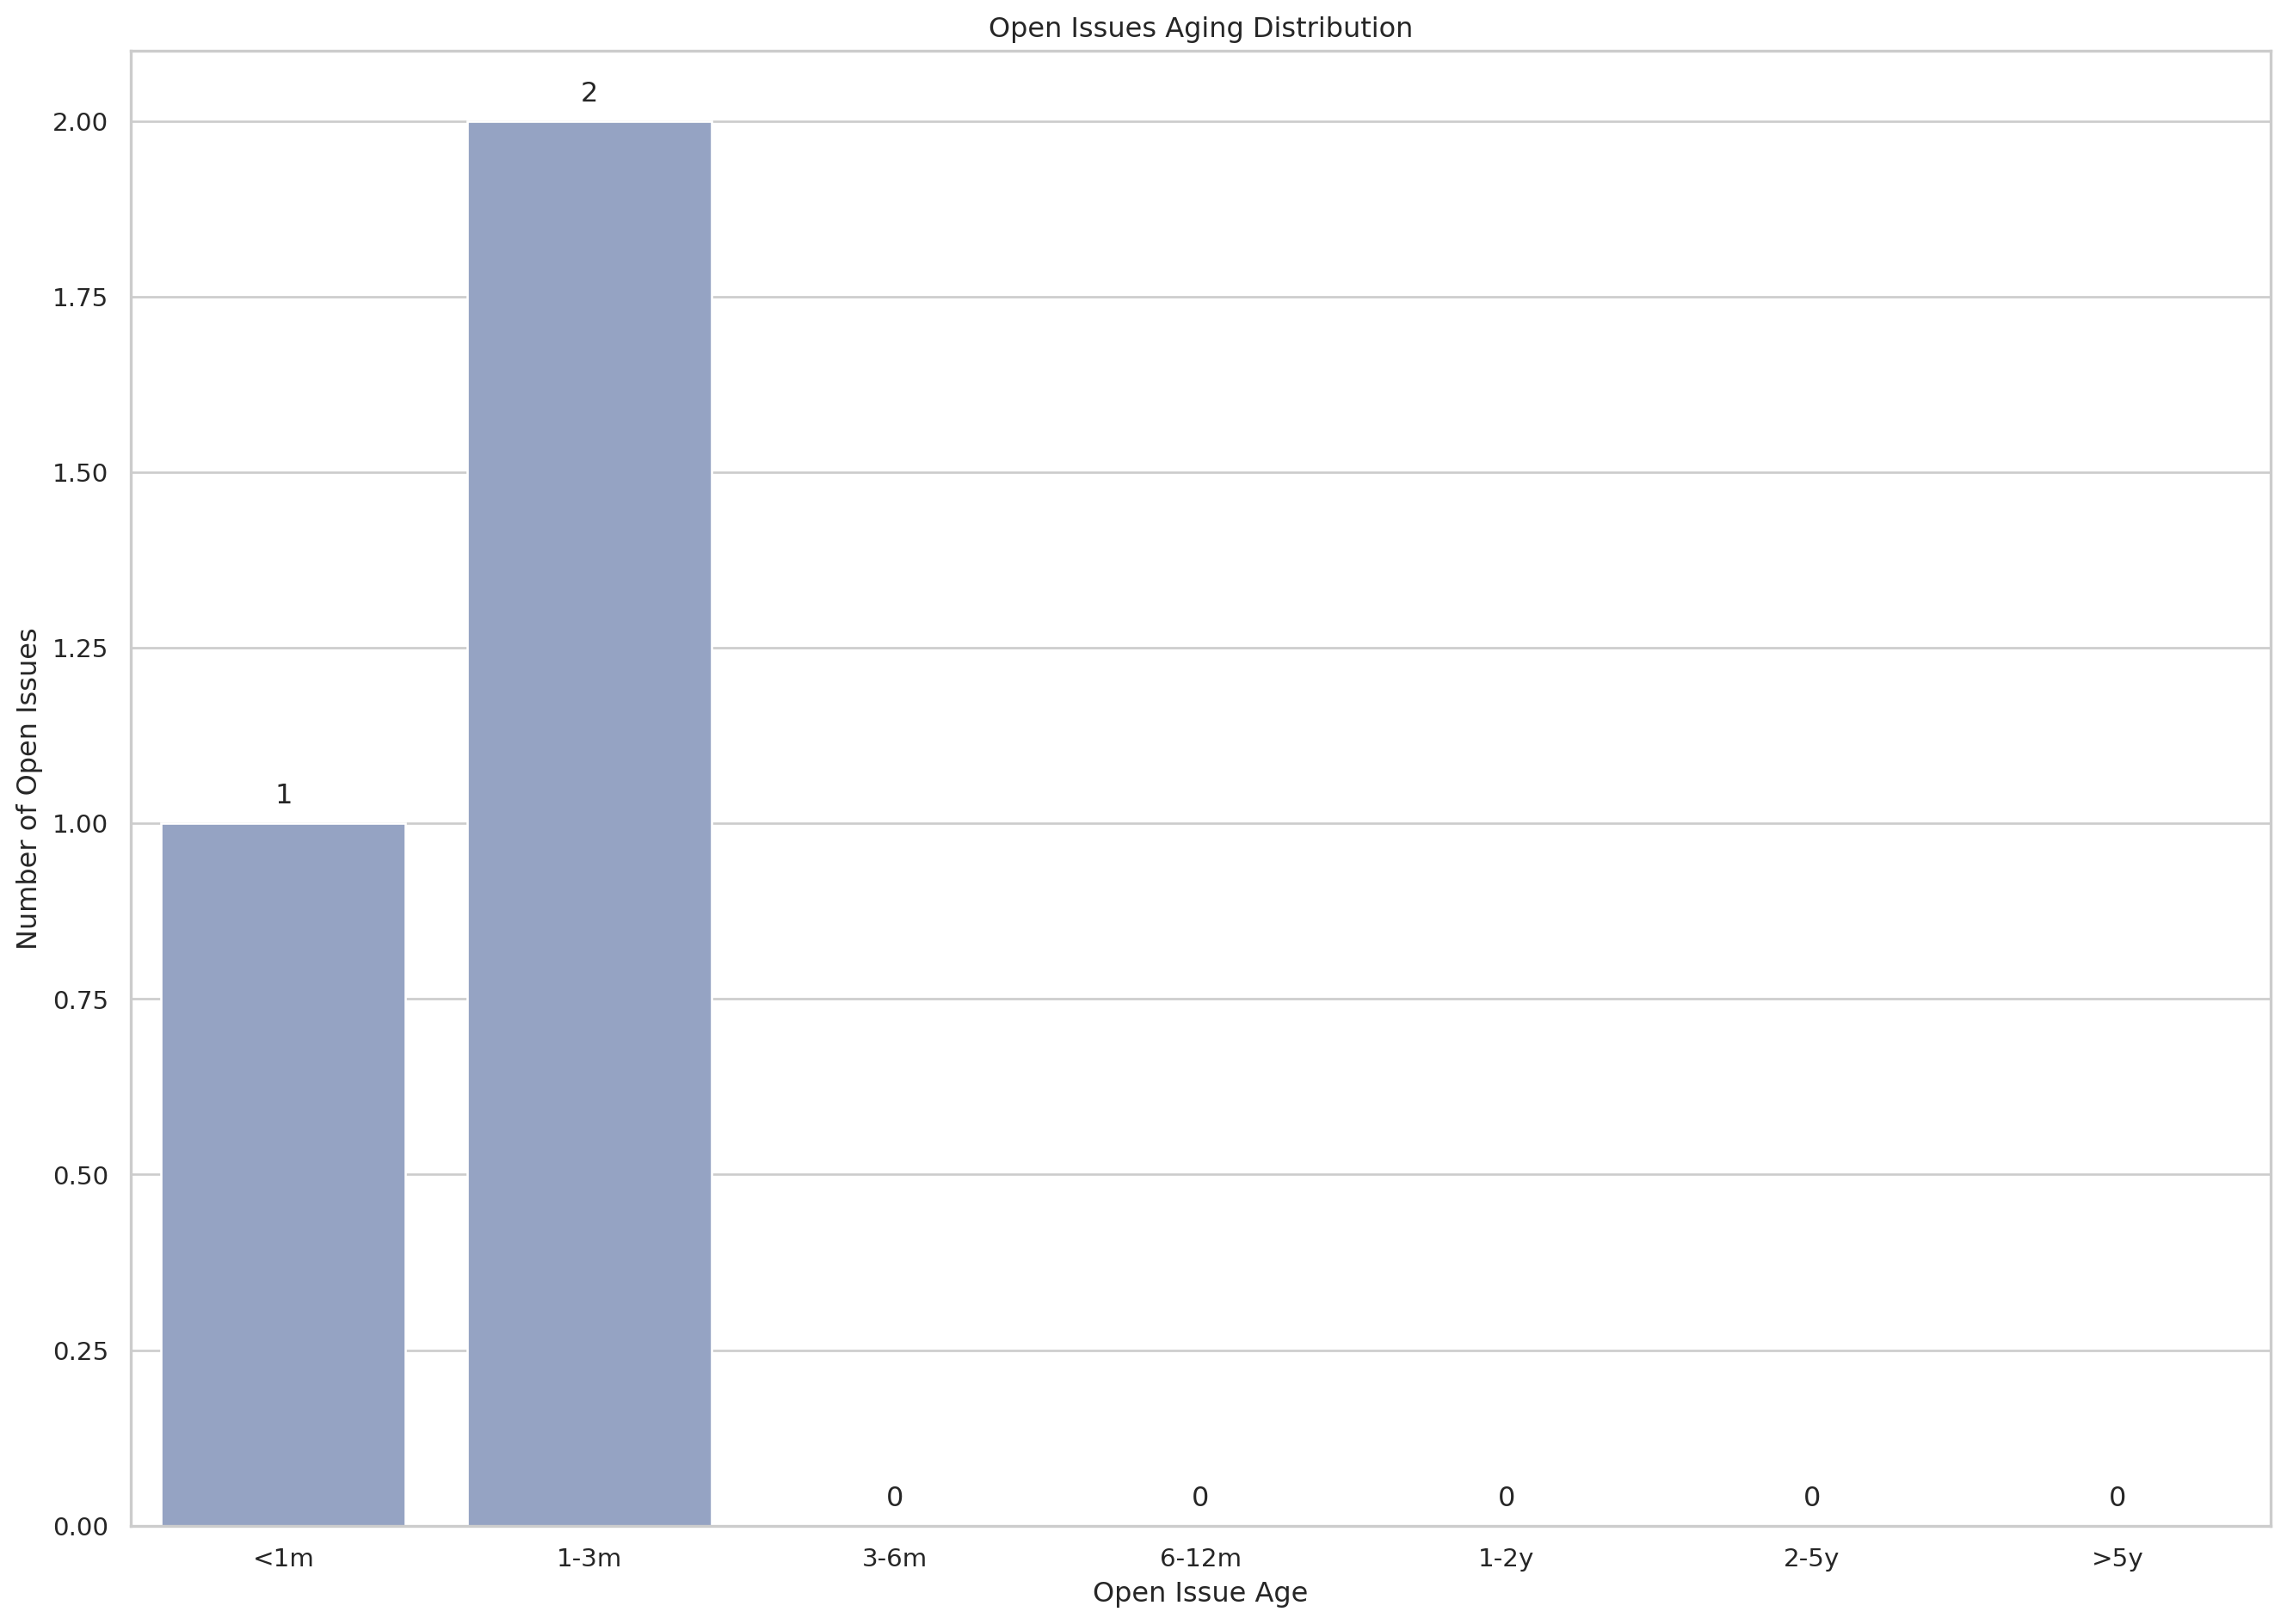 Open Issues Aging Distribution
2
2.00
1.75
1.50
1.25
1
1.00
0.75
0.50
0.25
0 0 0 0 0
0.00
Number of Open Issues
<1m 1-3m 3-6m 6-12m 1-2y 2-5y >5y
Open Issue Age